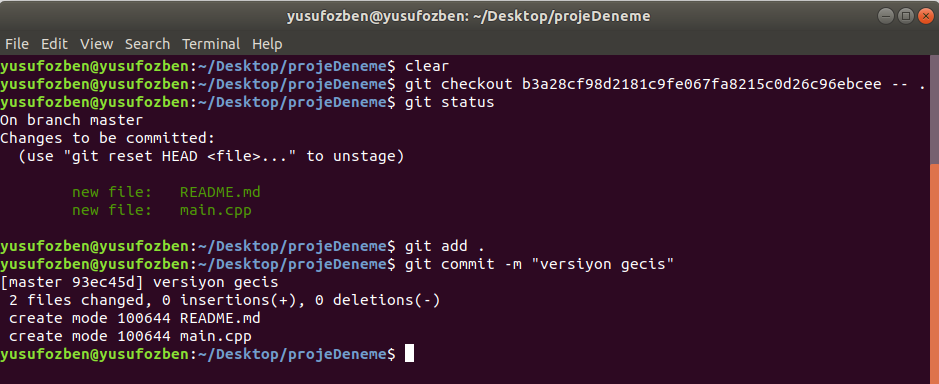 yusufozben@yusufozben: ~/Desktop/projeDeneme
File Edit View Search Terminal Help
yusufozben@yusufozben:~/Desktop/projeDeneme$ clear
yusufozben@yusufozben:~/Desktop/projeDeneme$ git checkout b3a28cf98d2181c9fe067fa8215c0d26c96ebcee -- .
yusufozben@yusufozben:~/Desktop/projeDeneme$ git status
On branch master
Changes to be committed:
  (use "git reset HEAD <file>..." to unstage)
        new file:   README.md
        new file:   main.cpp
yusufozben@yusufozben:~/Desktop/projeDeneme$ git add .
yusufozben@yusufozben:~/Desktop/projeDeneme$ git commit -m "versiyon gecis"
[master 93ec45d] versiyon gecis
 2 files changed, 0 insertions(+), 0 deletions(-)
 create mode 100644 README.md
 create mode 100644 main.cpp
yusufozben@yusufozben:~/Desktop/projeDeneme$